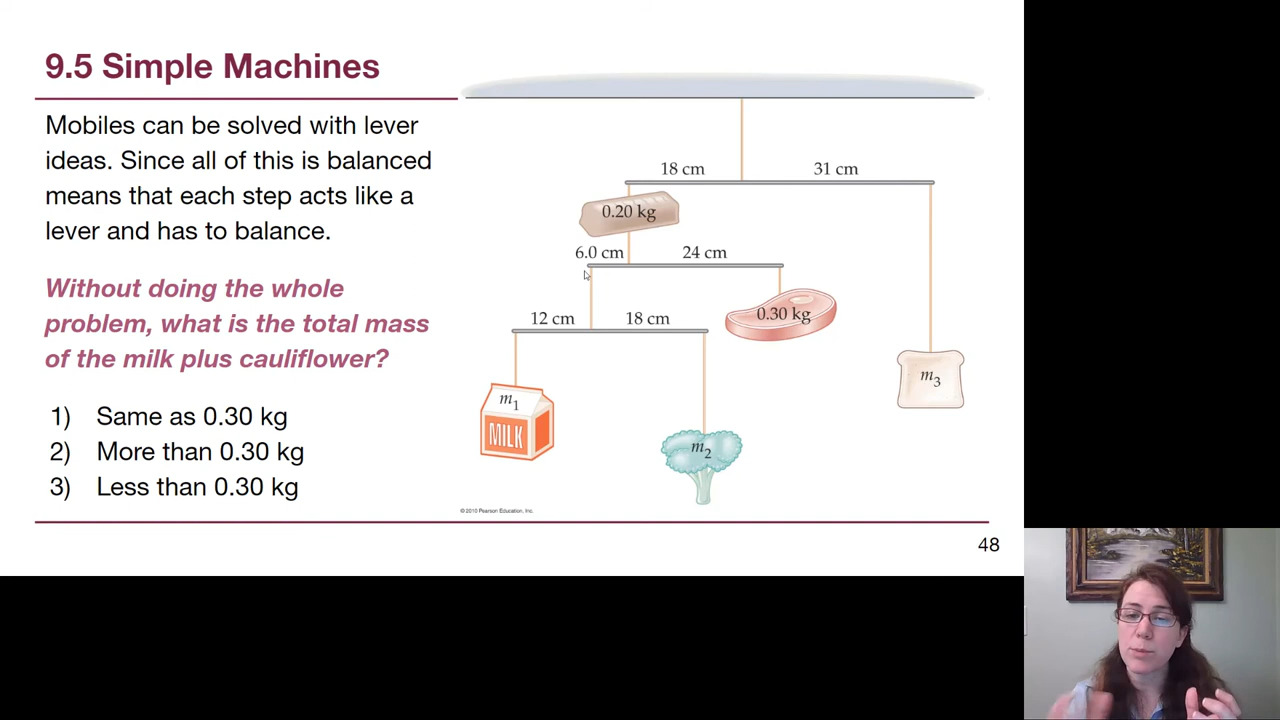 9.5 Simple Machines
Mobiles can be solved with lever
ideas. Since all of this is balanced
means that each step acts like a
lever and has to balance.
Without doing the whole
problem, what is the total mass
of the milk plus cauliflower?
1) Same as 0.30 kg
2) More than 0.30 kg
3) Less than 0.30 kg
18 cm 31 cm
0.20 kg
6.0 cm 24 cm
0.30 kg
12 cm 18 cm
m₃
m₁
MILK
m₂
© 2010 Pearson Education, Inc.
48